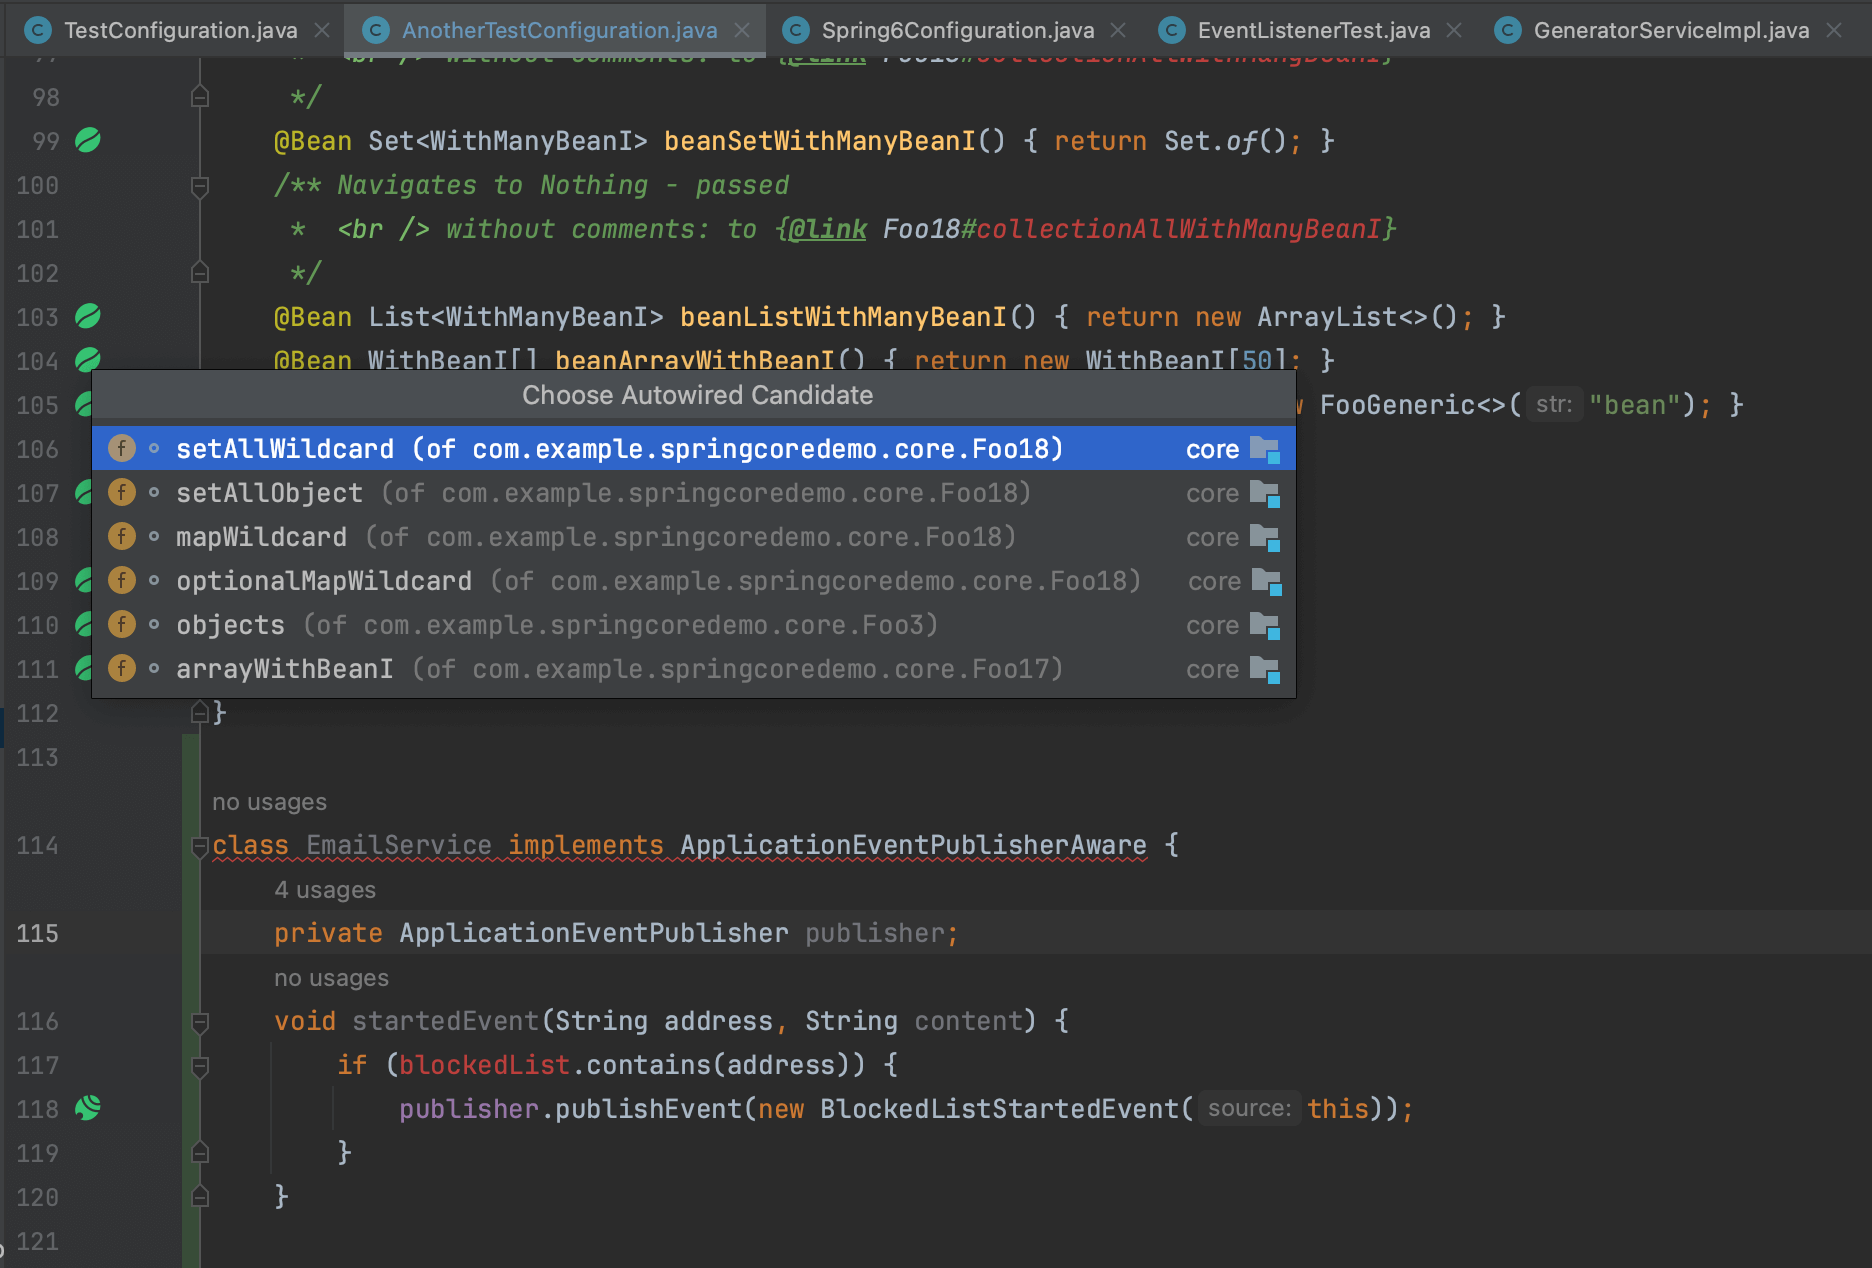 TestConfiguration.java AnotherTestConfiguration.java Spring6Configuration.java EventListenerTest.java GeneratorServiceImpl.java
97 * <br /> without comments: to {@link Foo18#collectionAllWithManyBeanI}
98 */
99 @Bean Set<WithManyBeanI> beanSetWithManyBeanI() { return Set.of(); }
100 /** Navigates to Nothing - passed
101 * <br /> without comments: to {@link Foo18#collectionAllWithManyBeanI}
102 */
103 @Bean List<WithManyBeanI> beanListWithManyBeanI() { return new ArrayList<>(); }
104 @Bean WithBeanI[] beanArrayWithBeanI() { return new WithBeanI[50]; }
Choose Autowired Candidate
105 FooGeneric<>( str: "bean"); }
106 setAllWildcard (of com.example.springcoredemo.core.Foo18) core
107 setAllObject (of com.example.springcoredemo.core.Foo18) core
108 mapWildcard (of com.example.springcoredemo.core.Foo18) core
109 optionalMapWildcard (of com.example.springcoredemo.core.Foo18) core
110 objects (of com.example.springcoredemo.core.Foo3) core
111 arrayWithBeanI (of com.example.springcoredemo.core.Foo17) core
112 }
113
no usages
114 class EmailService implements ApplicationEventPublisherAware {
4 usages
115 private ApplicationEventPublisher publisher;
no usages
116 void startedEvent(String address, String content) {
117 if (blockedList.contains(address)) {
118 publisher.publishEvent(new BlockedListStartedEvent( source: this));
119 }
120 }
121